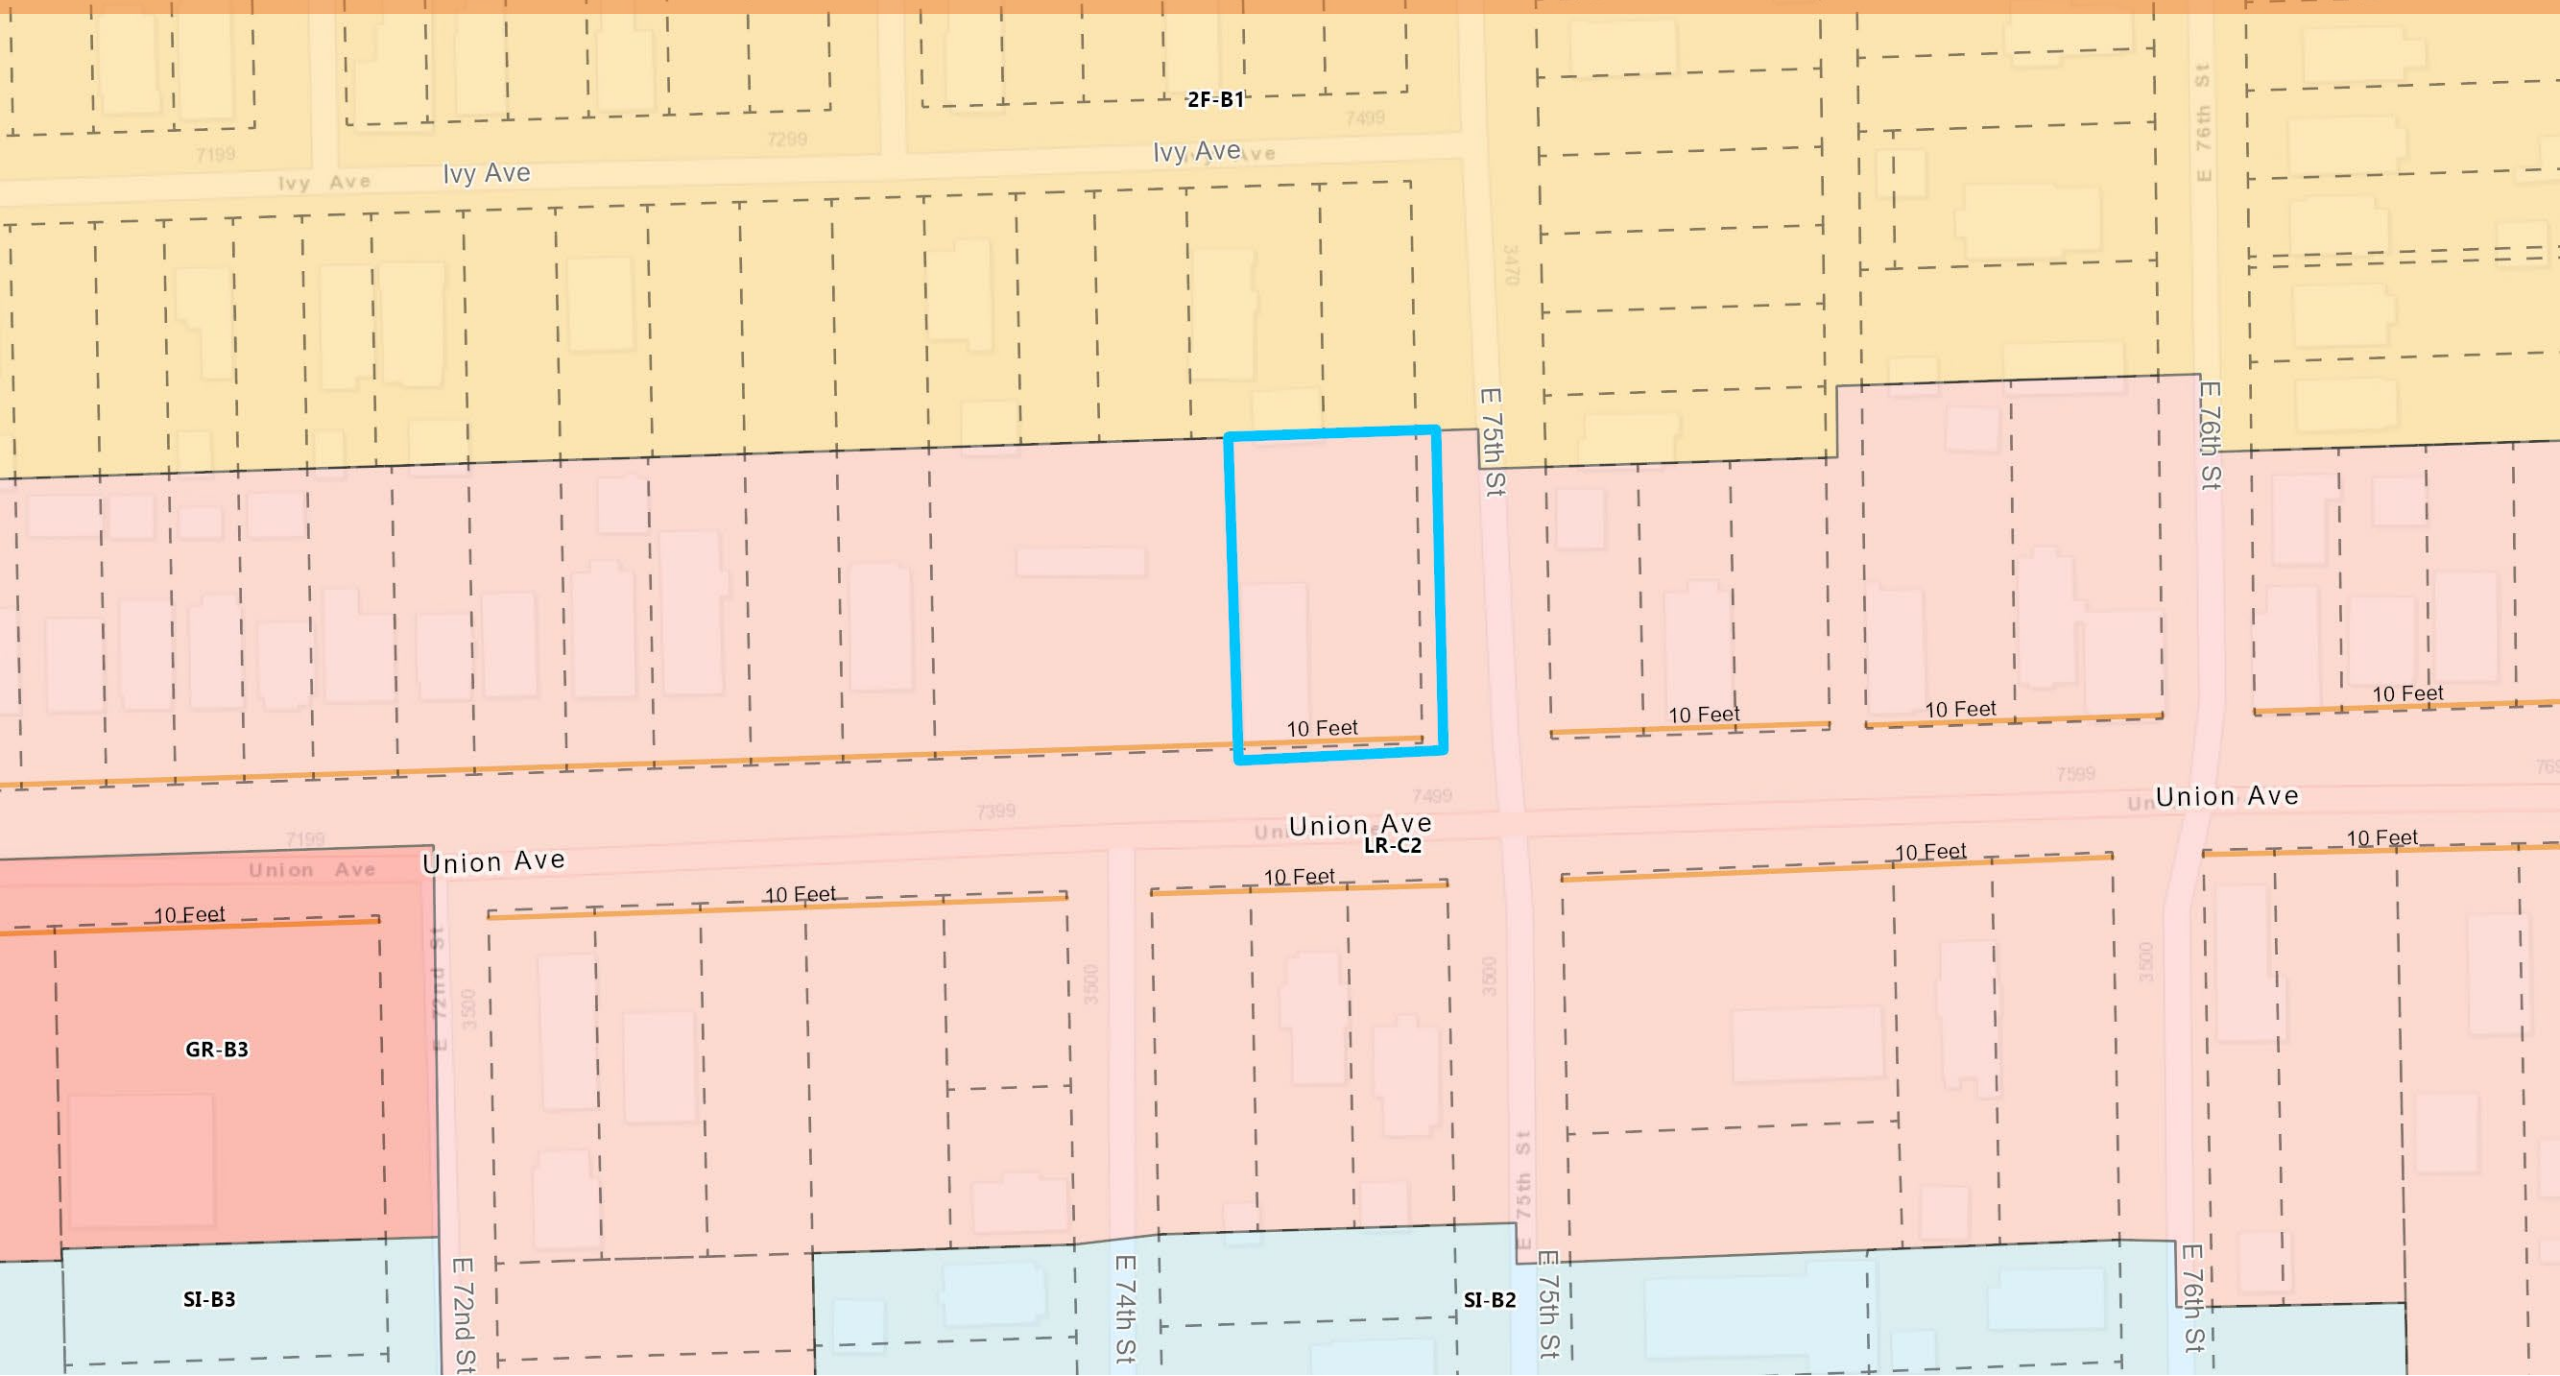 2F-B1
7499
7299
7199
Ivy Ave
Ivy Ave
Ivy Ave
E 76th St
3470
E 75th St
E 76th St
10 Feet
10 Feet
10 Feet
10 Feet
7599
7499
7399
7199
Union Ave
Union Ave
LR-C2
Union Ave
Union Ave
10 Feet
10 Feet
10 Feet
10 Feet
10 Feet
E 72nd St
3500
3500
3500
3500
GR-B3
E 75th St
SI-B3
SI-B2
E 72nd St
E 74th St
E 75th St
E 76th St